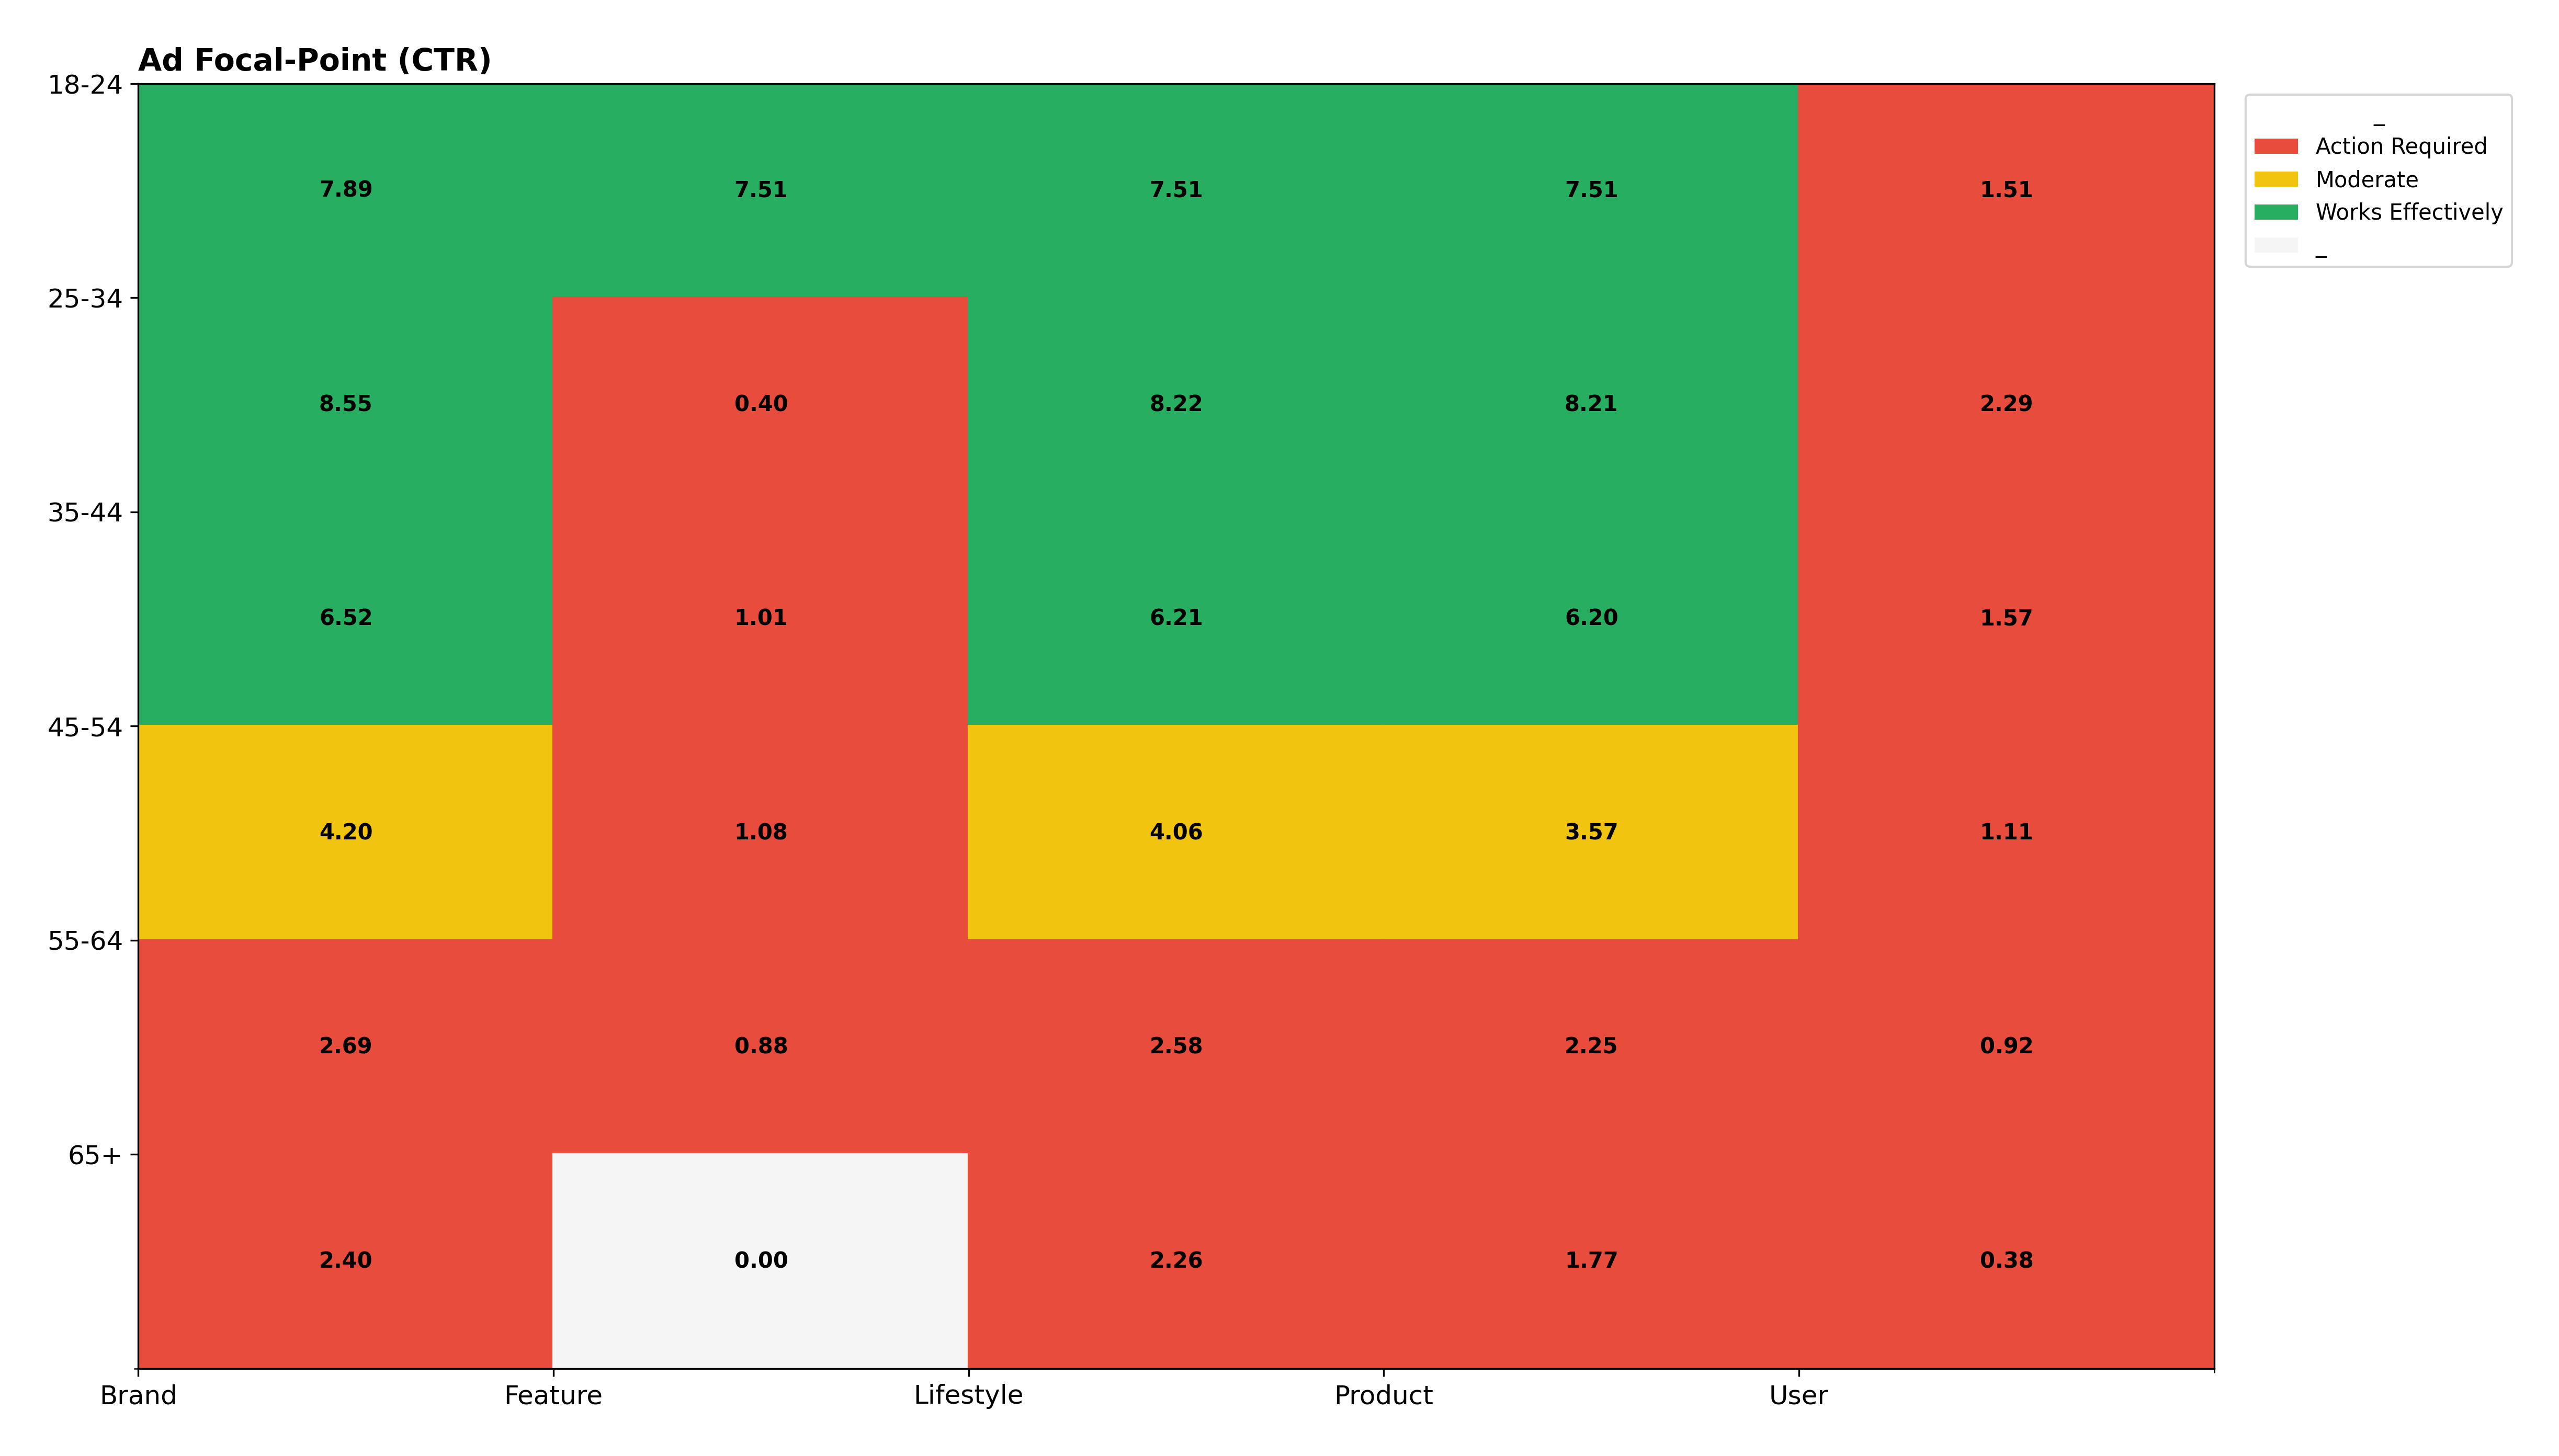 Ad Focal-Point (CTR)
18-24
7.89 7.51 7.51 7.51 1.51
25-34
8.55 0.40 8.22 8.21 2.29
35-44
6.52 1.01 6.21 6.20 1.57
45-54
4.20 1.08 4.06 3.57 1.11
55-64
2.69 0.88 2.58 2.25 0.92
65+
2.40 0.00 2.26 1.77 0.38
Brand Feature Lifestyle Product User
_
Action Required
Moderate
Works Effectively
_